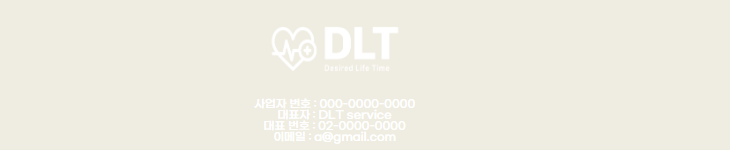 DLT
Desired Life Time
사업자 번호 : 000-0000-0000
대표자 : DLT service
대표 번호 : 02-0000-0000
이메일 : a@gmail.com